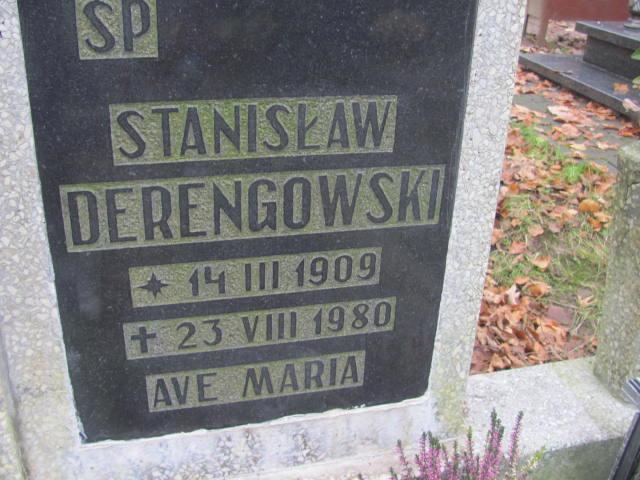 SP
STANISŁAW
DERENGOWSKI
* 14 III 1909
+ 23 VIII 1980
AVE MARIA